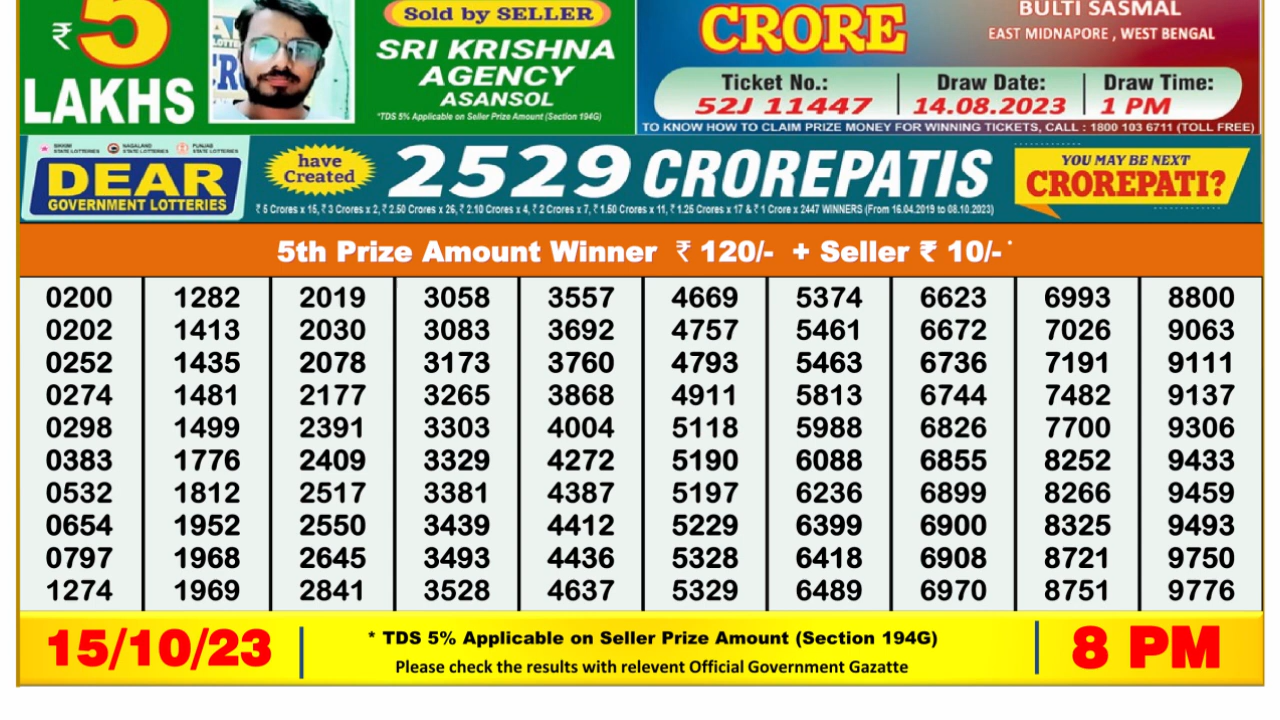 ₹ 5
LAKHS
Sold by SELLER
SRI KRISHNA
AGENCY
ASANSOL
*TDS 5% Applicable on Seller Prize Amount (Section 194G)
CRORE
BULTI SASMAL
EAST MIDNAPORE , WEST BENGAL
Ticket No.: Draw Date: Draw Time:
52J 11447 14.08.2023 1 PM
TO KNOW HOW TO CLAIM PRIZE MONEY FOR WINNING TICKETS, CALL : 1800 103 6711 (TOLL FREE)
SIKKIM STATE LOTTERIES NAGALAND STATE LOTTERIES PUNJAB STATE LOTTERIES
DEAR
GOVERNMENT LOTTERIES
have
Created
2529 CROREPATIS
₹ 5 Crores x 15, ₹ 3 Crores x 2, ₹ 2.50 Crores x 26, ₹ 2.10 Crores x 4, ₹ 2 Crores x 7, ₹ 1.50 Crores x 11, ₹ 1.25 Crores x 17 & ₹ 1 Crore x 2447 WINNERS (From 16.04.2019 to 08.10.2023)
YOU MAY BE NEXT
CROREPATI?
5th Prize Amount Winner ₹ 120/- + Seller ₹ 10/- *
0200 1282 2019 3058 3557 4669 5374 6623 6993 8800
0202 1413 2030 3083 3692 4757 5461 6672 7026 9063
0252 1435 2078 3173 3760 4793 5463 6736 7191 9111
0274 1481 2177 3265 3868 4911 5813 6744 7482 9137
0298 1499 2391 3303 4004 5118 5988 6826 7700 9306
0383 1776 2409 3329 4272 5190 6088 6855 8252 9433
0532 1812 2517 3381 4387 5197 6236 6899 8266 9459
0654 1952 2550 3439 4412 5229 6399 6900 8325 9493
0797 1968 2645 3493 4436 5328 6418 6908 8721 9750
1274 1969 2841 3528 4637 5329 6489 6970 8751 9776
15/10/23
* TDS 5% Applicable on Seller Prize Amount (Section 194G)
Please check the results with relevent Official Government Gazatte
8 PM